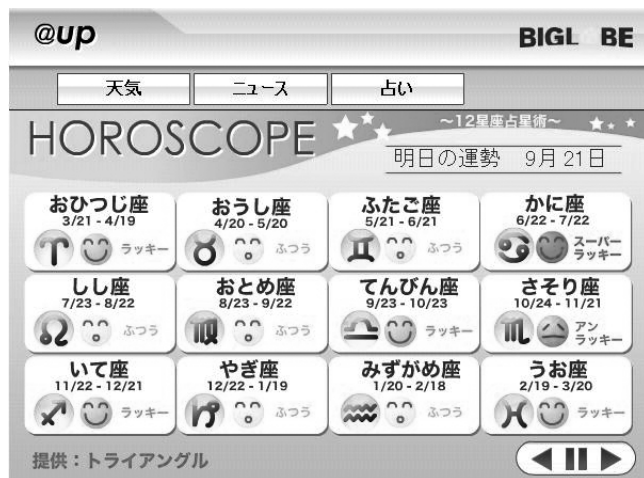 @up
BIGL BE
天気
ニュース
占い
HOROSCOPE
～12星座占星術～
明日の運勢 9月21日
おひつじ座
3/21 - 4/19
ラッキー
おうし座
4/20 - 5/20
ふつう
ふたご座
5/21 - 6/21
ふつう
かに座
6/22 - 7/22
スーパー
ラッキー
しし座
7/23 - 8/22
ふつう
おとめ座
8/23 - 9/22
ふつう
てんびん座
9/23 - 10/23
ラッキー
さそり座
10/24 - 11/21
アン
ラッキー
いて座
11/22 - 12/21
ラッキー
やぎ座
12/22 - 1/19
ふつう
みずがめ座
1/20 - 2/18
ふつう
うお座
2/19 - 3/20
ラッキー
提供：トライアングル